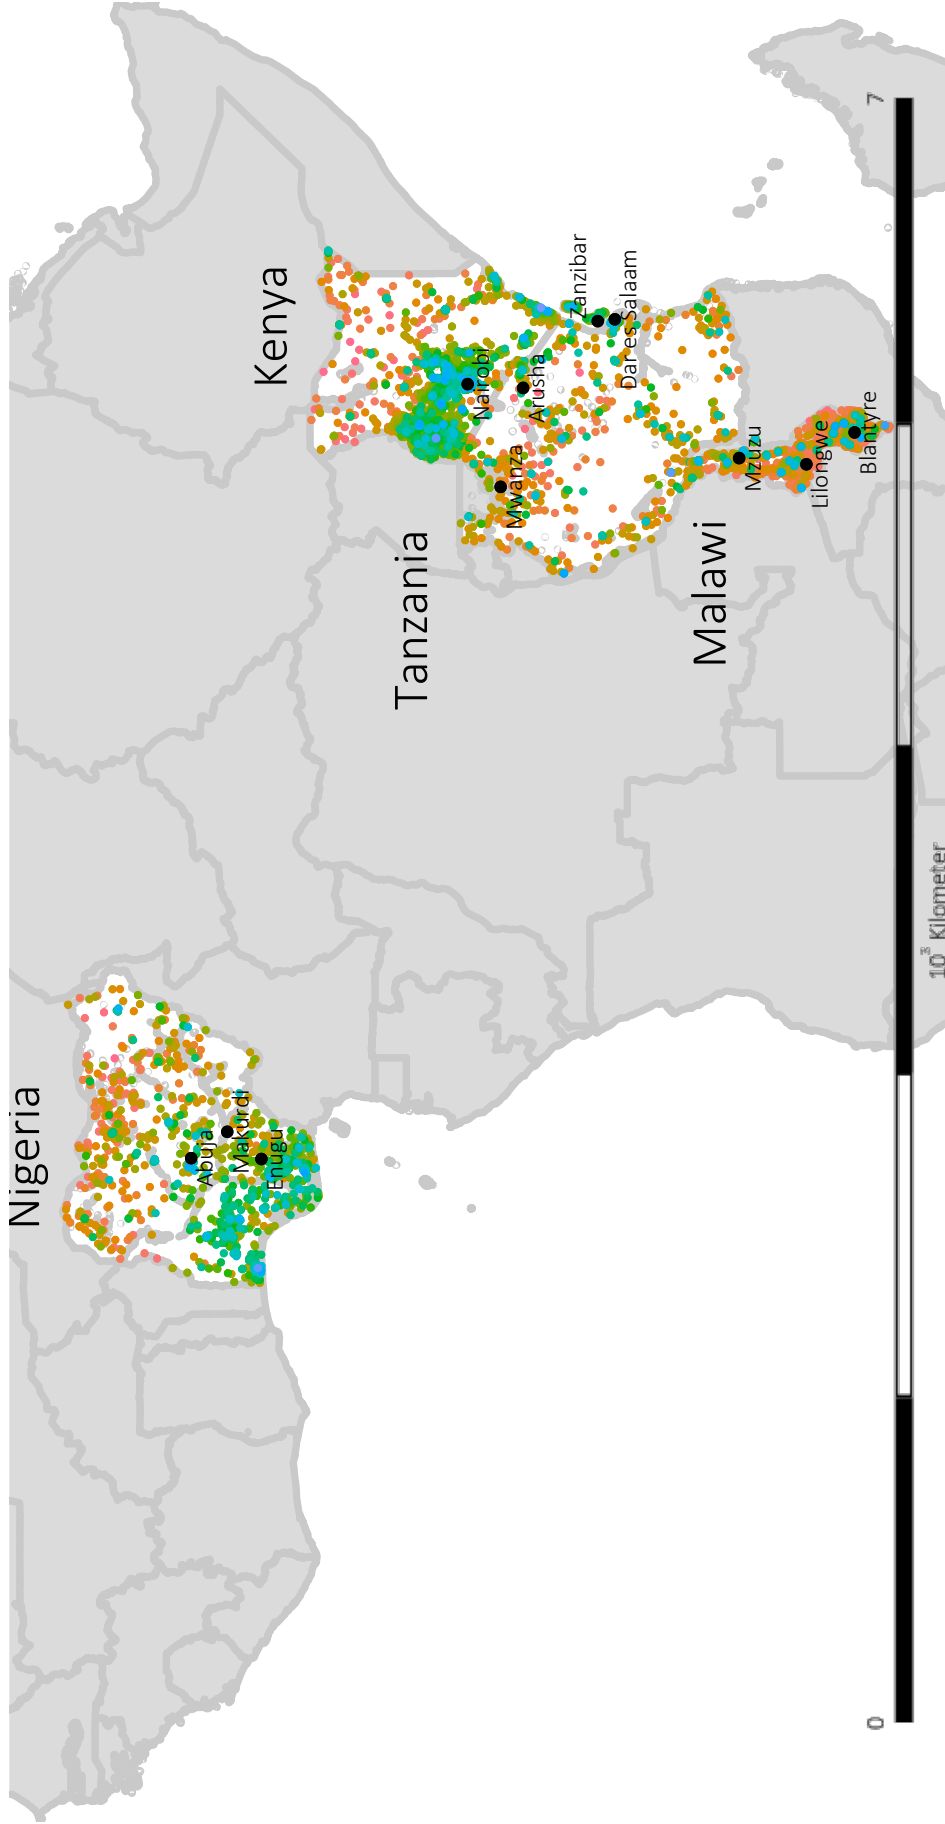 Nigeria
Abuja
Makurdi
Enugu
Kenya
Nairobi
Tanzania
Mwanza
Arusha
Zanzibar
Dar es Salaam
Malawi
Mzuzu
Lilongwe
Blantyre
0
7
Kilometer